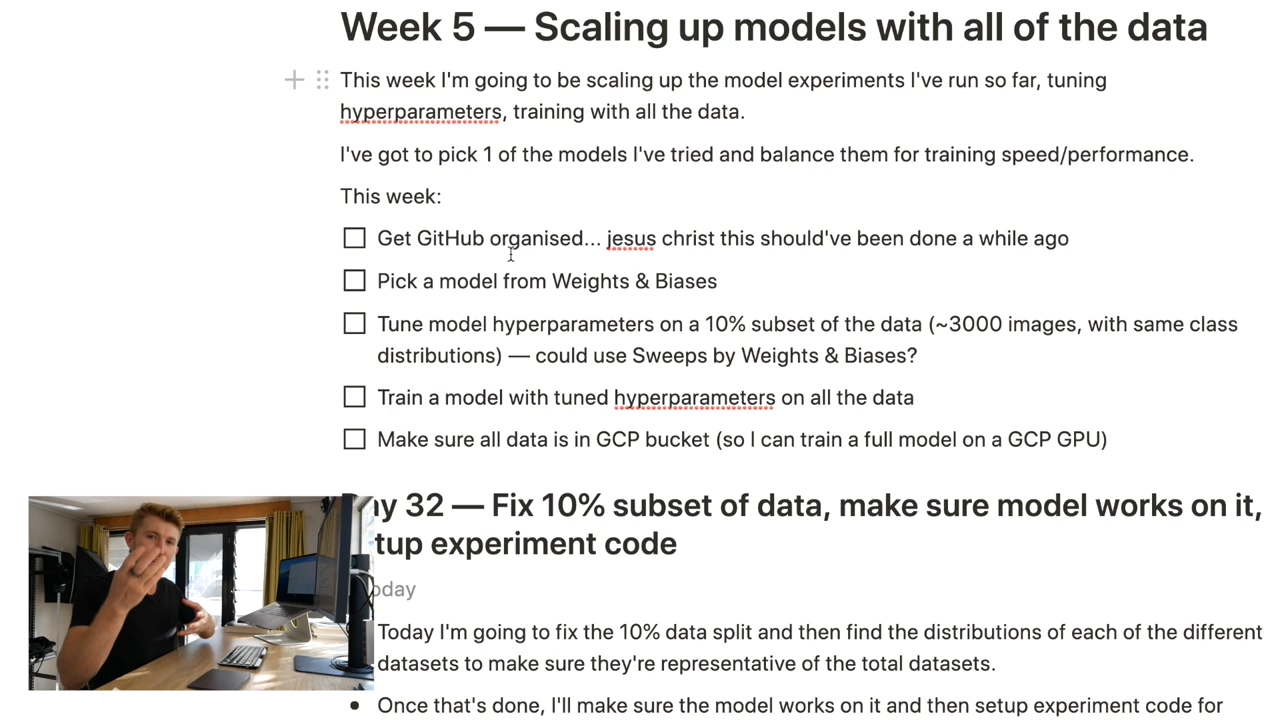 Week 5 — Scaling up models with all of the data
This week I'm going to be scaling up the model experiments I've run so far, tuning
hyperparameters, training with all the data.
I've got to pick 1 of the models I've tried and balance them for training speed/performance.
This week:
Get GitHub organised... jesus christ this should've been done a while ago
Pick a model from Weights & Biases
Tune model hyperparameters on a 10% subset of the data (~3000 images, with same class
distributions) — could use Sweeps by Weights & Biases?
Train a model with tuned hyperparameters on all the data
Make sure all data is in GCP bucket (so I can train a full model on a GCP GPU)
ay 32 — Fix 10% subset of data, make sure model works on it,
tup experiment code
oday
Today I'm going to fix the 10% data split and then find the distributions of each of the different
datasets to make sure they're representative of the total datasets.
Once that's done, I'll make sure the model works on it and then setup experiment code for